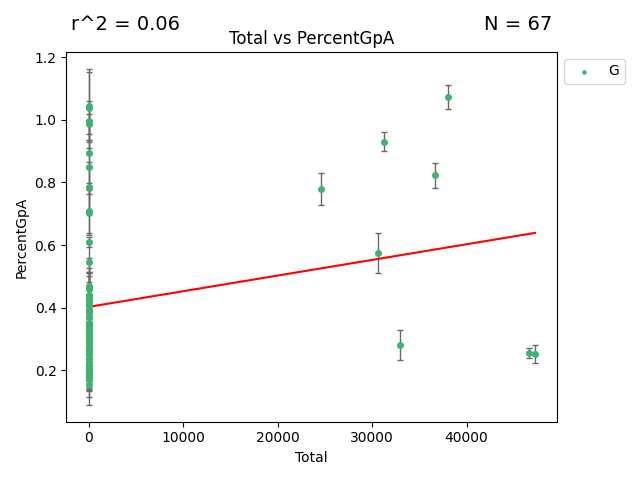 r^2 = 0.06
N = 67
Total vs PercentGpA
G
PercentGpA
1.2
1.0
0.8
0.6
0.4
0.2
0
10000
20000
30000
40000
Total